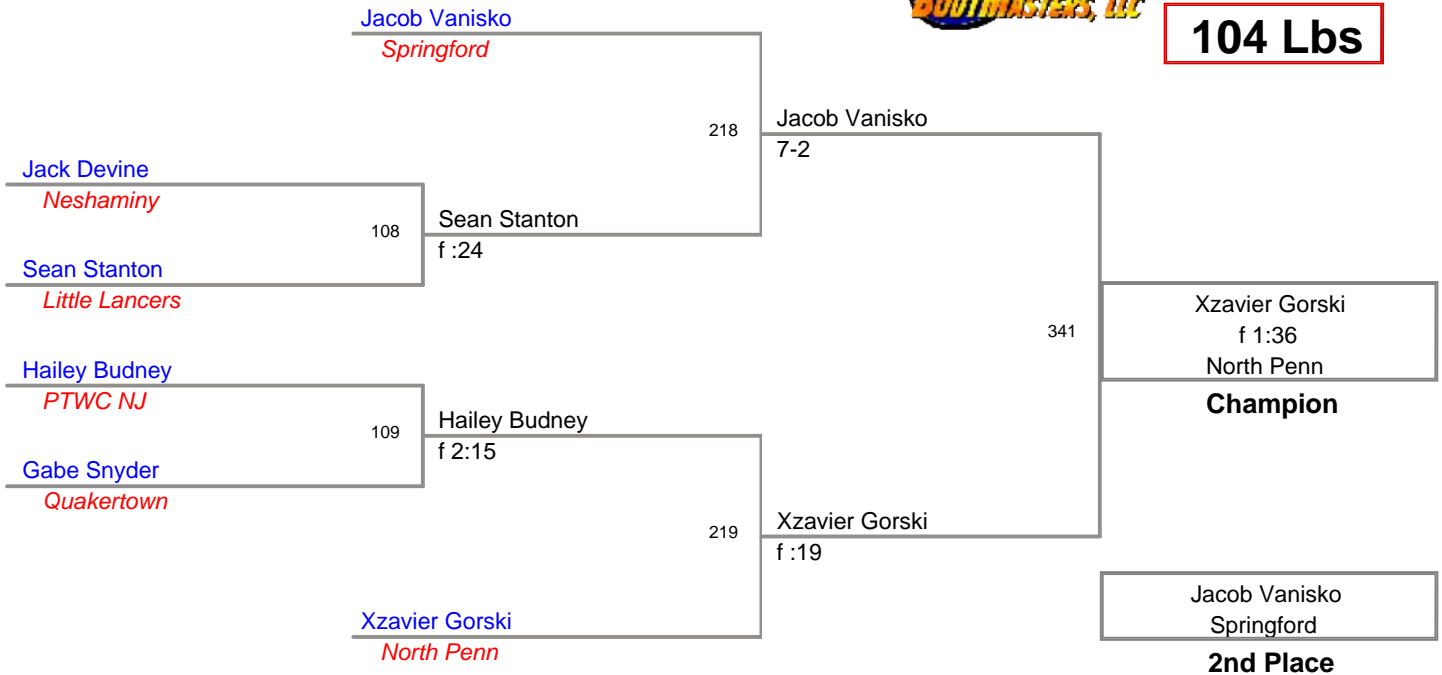 BOUTMASTERS, LLC
104 Lbs
Jacob Vanisko
Springford
218
Jacob Vanisko
7-2
Jack Devine
Neshaminy
108
Sean Stanton
f :24
Sean Stanton
Little Lancers
341
Xzavier Gorski
f 1:36
North Penn
Champion
Hailey Budney
PTWC NJ
109
Hailey Budney
f 2:15
Gabe Snyder
Quakertown
219
Xzavier Gorski
f :19
Xzavier Gorski
North Penn
Jacob Vanisko
Springford
2nd Place